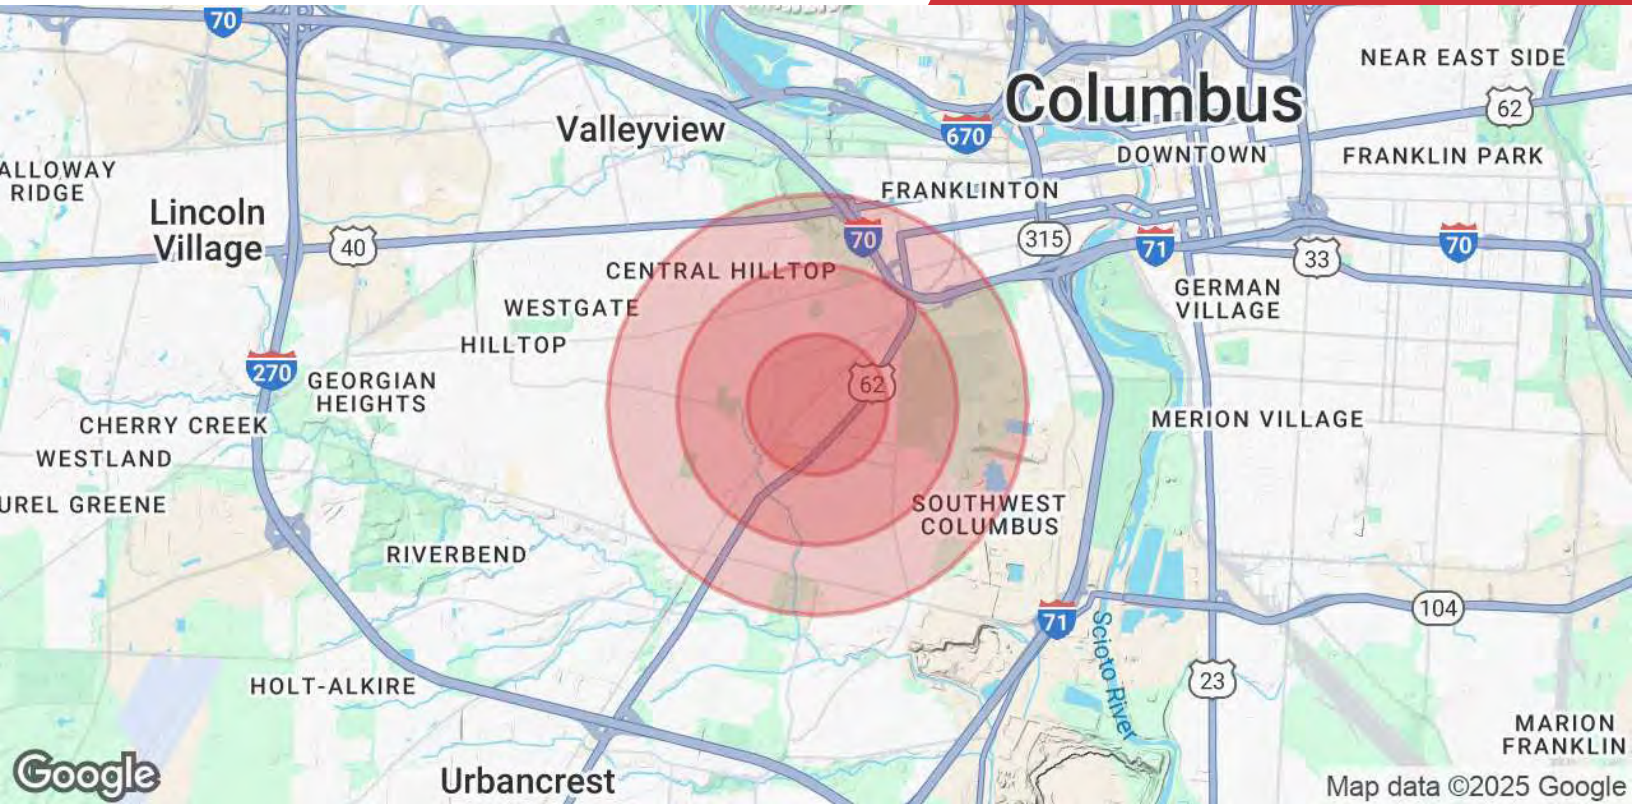 70
NEAR EAST SIDE
Columbus
62
Valleyview
670
DOWNTOWN
FRANKLIN PARK
ALLOWAY
RIDGE
FRANKLINTON
Lincoln
Village
40
70
315
71
33
70
CENTRAL HILLTOP
WESTGATE
GERMAN
VILLAGE
HILLTOP
270
GEORGIAN
HEIGHTS
62
CHERRY CREEK
MERION VILLAGE
WESTLAND
UREL GREENE
SOUTHWEST
COLUMBUS
RIVERBEND
71
Scioto River
104
HOLT-ALKIRE
23
MARION
FRANKLIN
Google
Urbancrest
Map data ©2025 Google